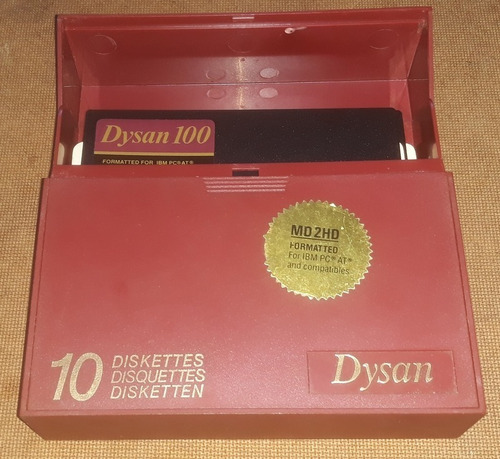 Dysan 100
FORMATTED FOR IBM PC® AT®
MD2HD
FORMATTED
For IBM PC® AT®
and compatibles
10 DISKETTES
DISQUETTES
DISKETTEN
Dysan